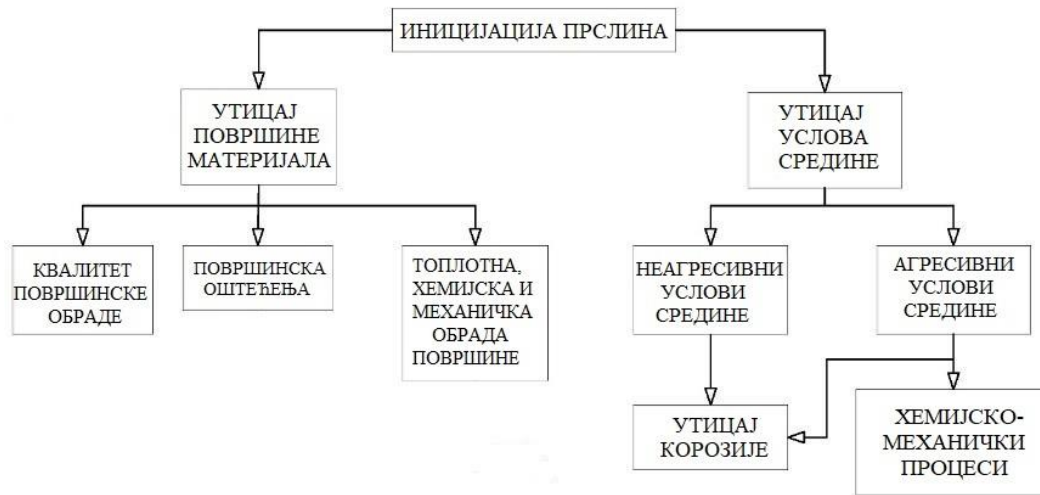 ИНИЦИЈАЦИЈА ПРСЛИНА
УТИЦАЈ
ПОВРШИНЕ
МАТЕРИЈАЛА
УТИЦАЈ
УСЛОВА
СРЕДИНЕ
КВАЛИТЕТ
ПОВРШИНСКЕ
ОБРАДЕ
ПОВРШИНСКА
ОШТЕЋЕЊА
ТОПЛОТНА,
ХЕМИЈСКА И
МЕХАНИЧКА
ОБРАДА
ПОВРШИНЕ
НЕАГРЕСИВНИ
УСЛОВИ
СРЕДИНЕ
АГРЕСИВНИ
УСЛОВИ
СРЕДИНЕ
УТИЦАЈ
КОРОЗИЈЕ
ХЕМИЈСКО-
МЕХАНИЧКИ
ПРОЦЕСИ